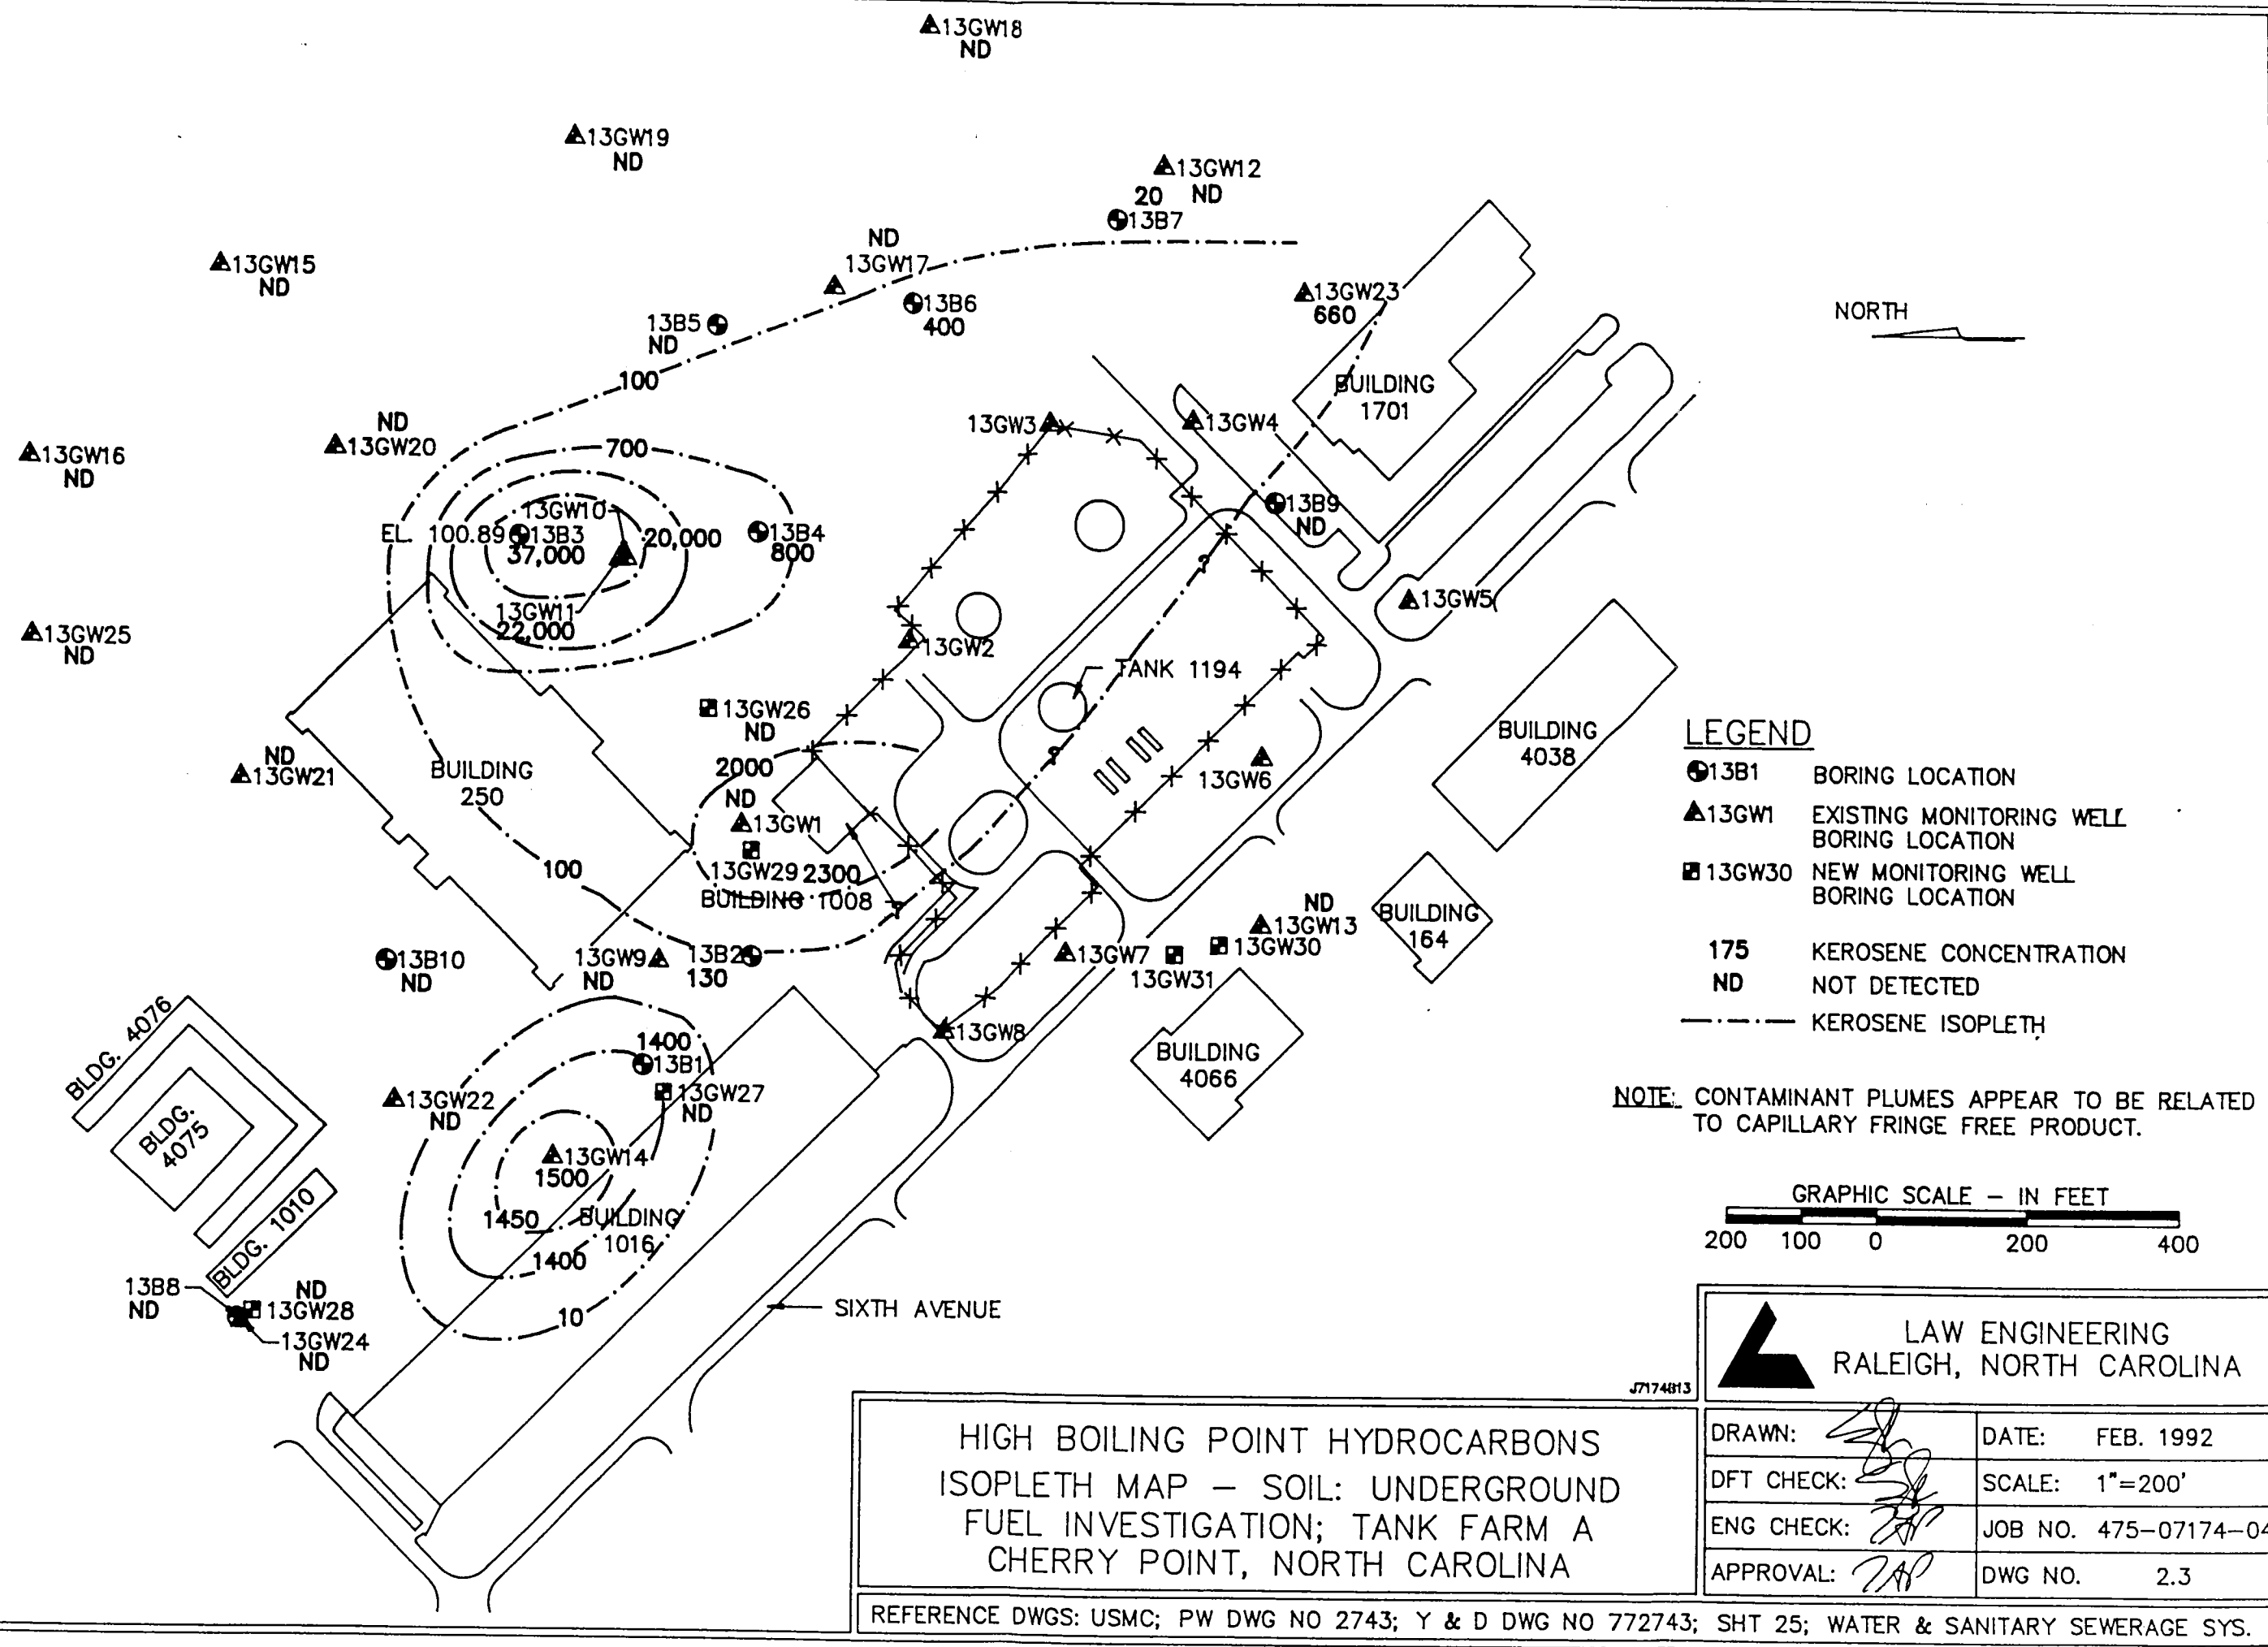 13GW18
ND
13GW19
ND
13GW12
20 ND
13B7
ND
13GW17
13GW15
ND
13GW23
660
13B6
400
13B5
ND
NORTH
100
BUILDING
1701
ND
13GW20
13GW3
13GW4
700
13GW16
ND
13GW10
EL. 100.89
13B3
37,000
20,000
13B4
800
13B9
ND
?
13GW11
22,000
13GW5
13GW25
ND
13GW2
TANK 1194
13GW26
ND
?
BUILDING
4038
ND
13GW21
BUILDING
250
2000
13GW6
ND
13GW1
100
13GW29 2300
BUILDING 1008
?
ND
13GW13
BUILDING
164
13B10
ND
13GW9
ND
13B2
130
13GW7
13GW30
13GW31
13GW8
BLDG. 4076
1400
13B1
BUILDING
4066
13GW22
ND
13GW27
ND
BLDG.
4075
13GW14
1500
1450
BUILDING
1016
BLDG. 1010
1400
13B8
ND
ND
13GW28
10
13GW24
ND
SIXTH AVENUE
LEGEND
13B1 BORING LOCATION
13GW1 EXISTING MONITORING WELL
BORING LOCATION
13GW30 NEW MONITORING WELL
BORING LOCATION
175 KEROSENE CONCENTRATION
ND NOT DETECTED
KEROSENE ISOPLETH
NOTE: CONTAMINANT PLUMES APPEAR TO BE RELATED
TO CAPILLARY FRINGE FREE PRODUCT.
GRAPHIC SCALE – IN FEET
200 100 0 200 400
J7174813
LAW ENGINEERING
RALEIGH, NORTH CAROLINA
HIGH BOILING POINT HYDROCARBONS
ISOPLETH MAP – SOIL: UNDERGROUND
FUEL INVESTIGATION; TANK FARM A
CHERRY POINT, NORTH CAROLINA
DRAWN:
DATE: FEB. 1992
DFT CHECK:
SCALE: 1"=200'
ENG CHECK:
JOB NO. 475-07174-04
APPROVAL:
DWG NO. 2.3
REFERENCE DWGS: USMC; PW DWG NO 2743; Y & D DWG NO 772743; SHT 25; WATER & SANITARY SEWERAGE SYS.